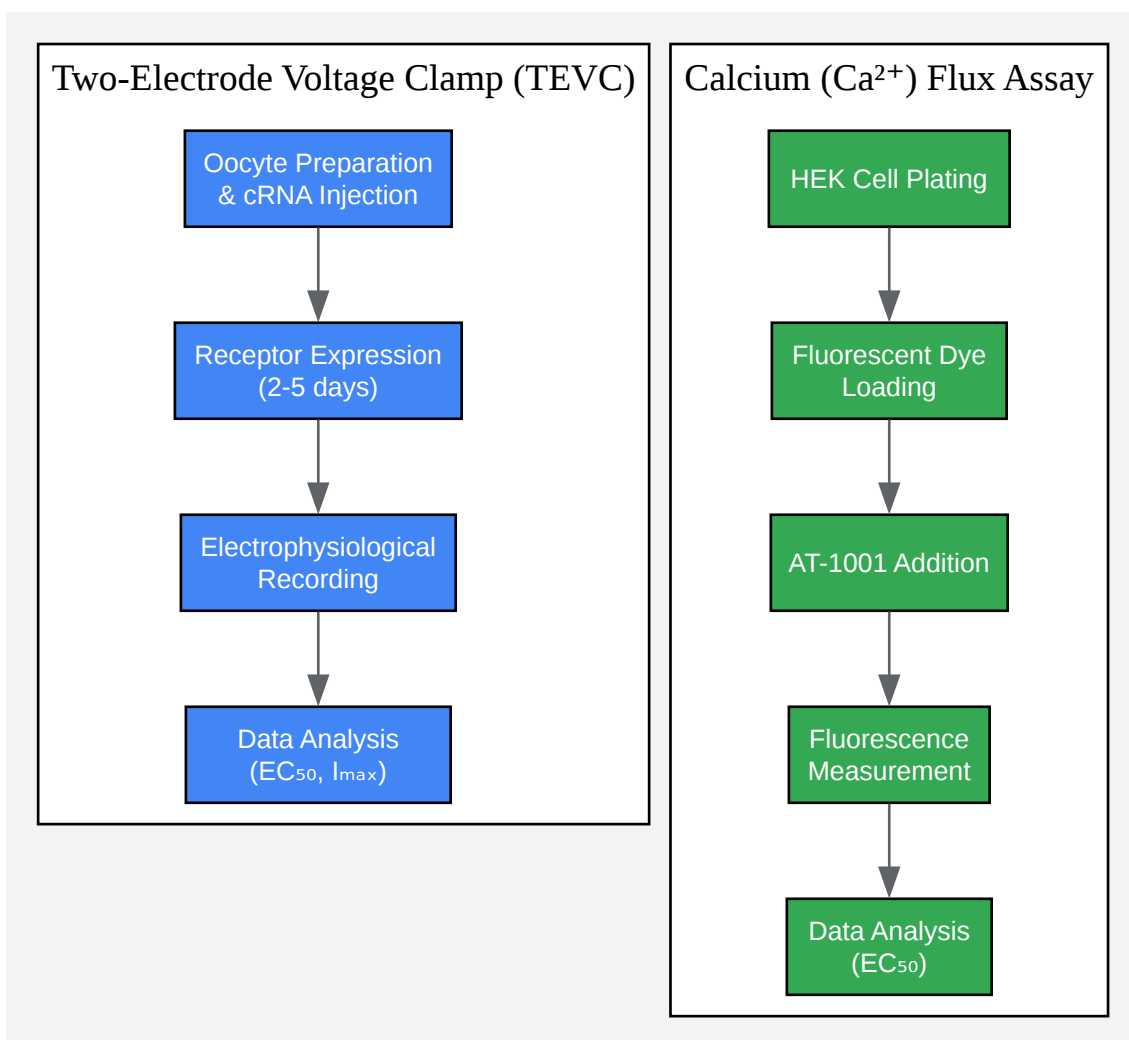 Two-Electrode Voltage Clamp (TEVC)
Oocyte Preparation
& cRNA Injection
Receptor Expression
(2-5 days)
Electrophysiological
Recording
Data Analysis
(EC₅₀, Iₘₐₓ)
Calcium (Ca²⁺) Flux Assay
HEK Cell Plating
Fluorescent Dye
Loading
AT-1001 Addition
Fluorescence
Measurement
Data Analysis
(EC₅₀)